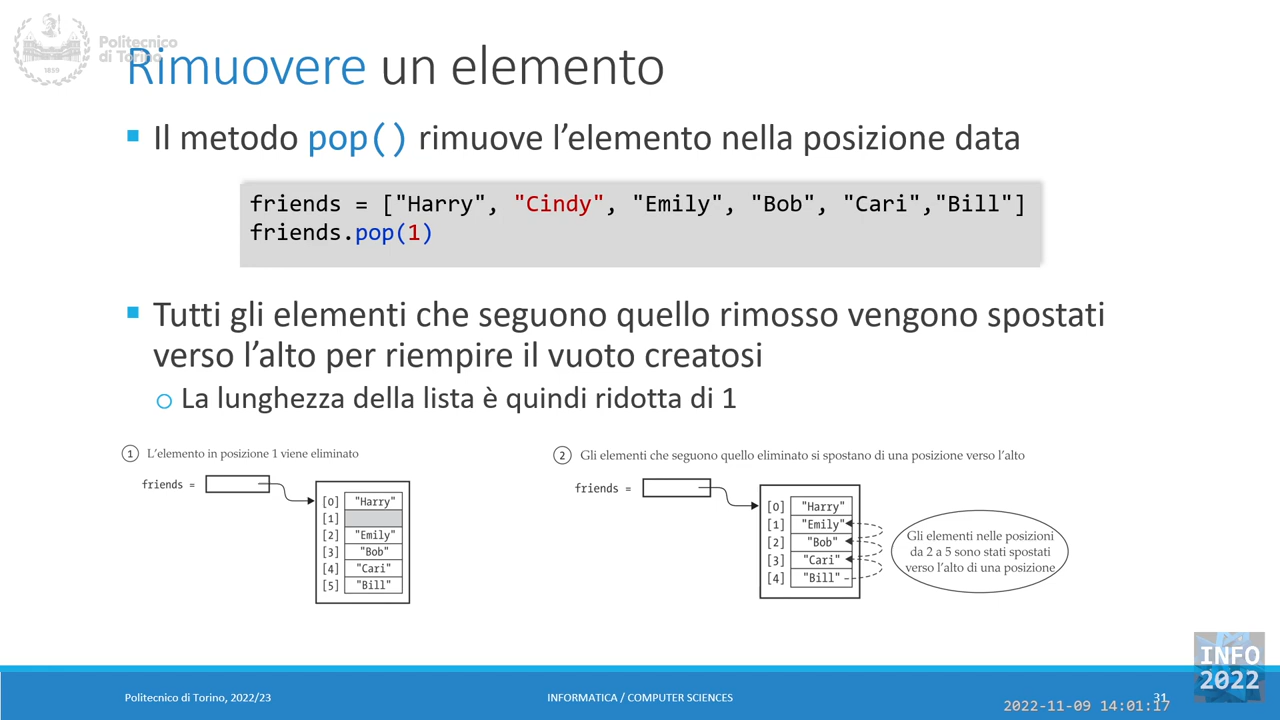 Politecnico
di Torino
1859
Rimuovere un elemento
Il metodo pop() rimuove l’elemento nella posizione data
friends = ["Harry", "Cindy", "Emily", "Bob", "Cari","Bill"]
friends.pop(1)
Tutti gli elementi che seguono quello rimosso vengono spostati
verso l’alto per riempire il vuoto creatosi
La lunghezza della lista è quindi ridotta di 1
1 L’elemento in posizione 1 viene eliminato
friends =
[0] "Harry"
[1]
[2] "Emily"
[3] "Bob"
[4] "Cari"
[5] "Bill"
2 Gli elementi che seguono quello eliminato si spostano di una posizione verso l’alto
friends =
[0] "Harry"
[1] "Emily"
[2] "Bob"
[3] "Cari"
[4] "Bill"
Gli elementi nelle posizioni
da 2 a 5 sono stati spostati
verso l’alto di una posizione
INFO
2022
Politecnico di Torino, 2022/23
INFORMATICA / COMPUTER SCIENCES
31
2022-11-09 14:01:17